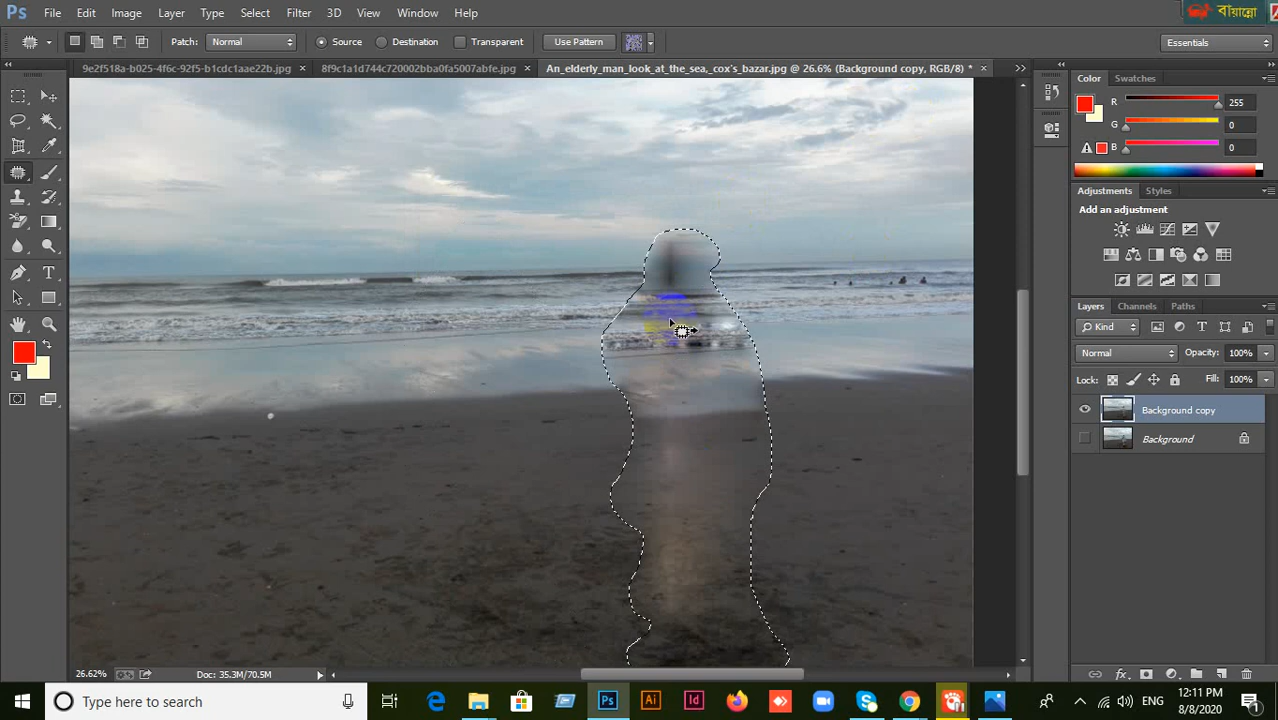 Ps File Edit Image Layer Type Select Filter 3D View Window Help
বায়ান্নো
Patch: Normal Source Destination Transparent Use Pattern Essentials
9e2f518a-b025-4f6c-92f5-b1cdc1aae22b.jpg × 8f9c1a1d744c720002bba0fa5007abfe.jpg × An_elderly_man_look_at_the_sea,_cox's_bazar.jpg @ 26.6% (Background copy, RGB/8) * ×
Color Swatches
R 255
G 0
B 0
Adjustments Styles
Add an adjustment
Layers Channels Paths
Kind
Normal Opacity: 100%
Lock: Fill: 100%
Background copy
Background
26.62% Doc: 35.3M/70.5M
Type here to search
Ps Ai Id
ENG
12:11 PM
8/8/2020
1